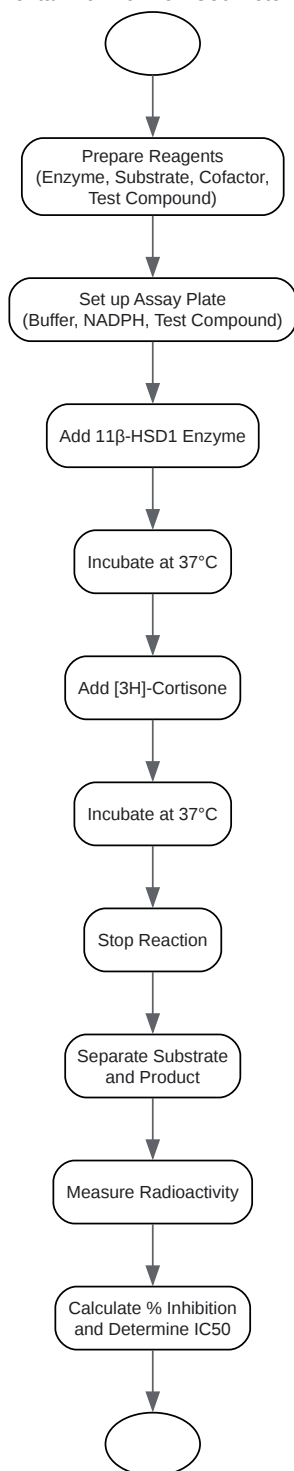 Prepare Reagents
(Enzyme, Substrate, Cofactor,
Test Compound)
Set up Assay Plate
(Buffer, NADPH, Test Compound)
Add 11β-HSD1 Enzyme
Incubate at 37°C
Add [3H]-Cortisone
Incubate at 37°C
Stop Reaction
Separate Substrate
and Product
Measure Radioactivity
Calculate % Inhibition
and Determine IC50